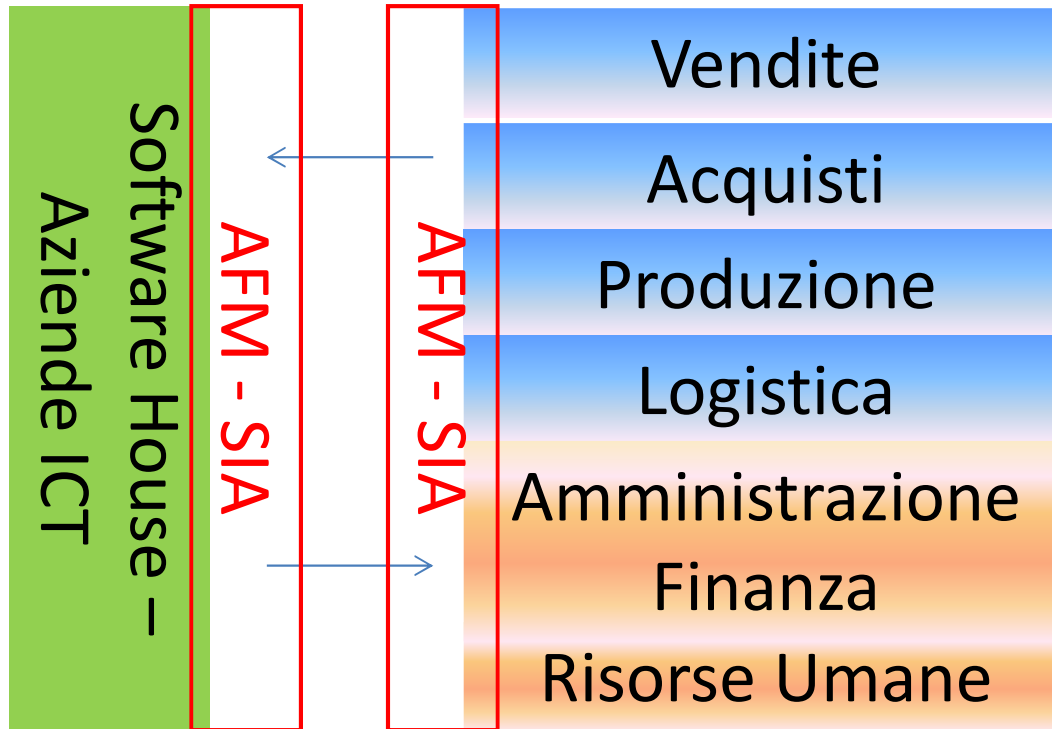 Software House –
Aziende ICT
AFM - SIA
AFM - SIA
Vendite
Acquisti
Produzione
Logistica
Amministrazione
Finanza
Risorse Umane